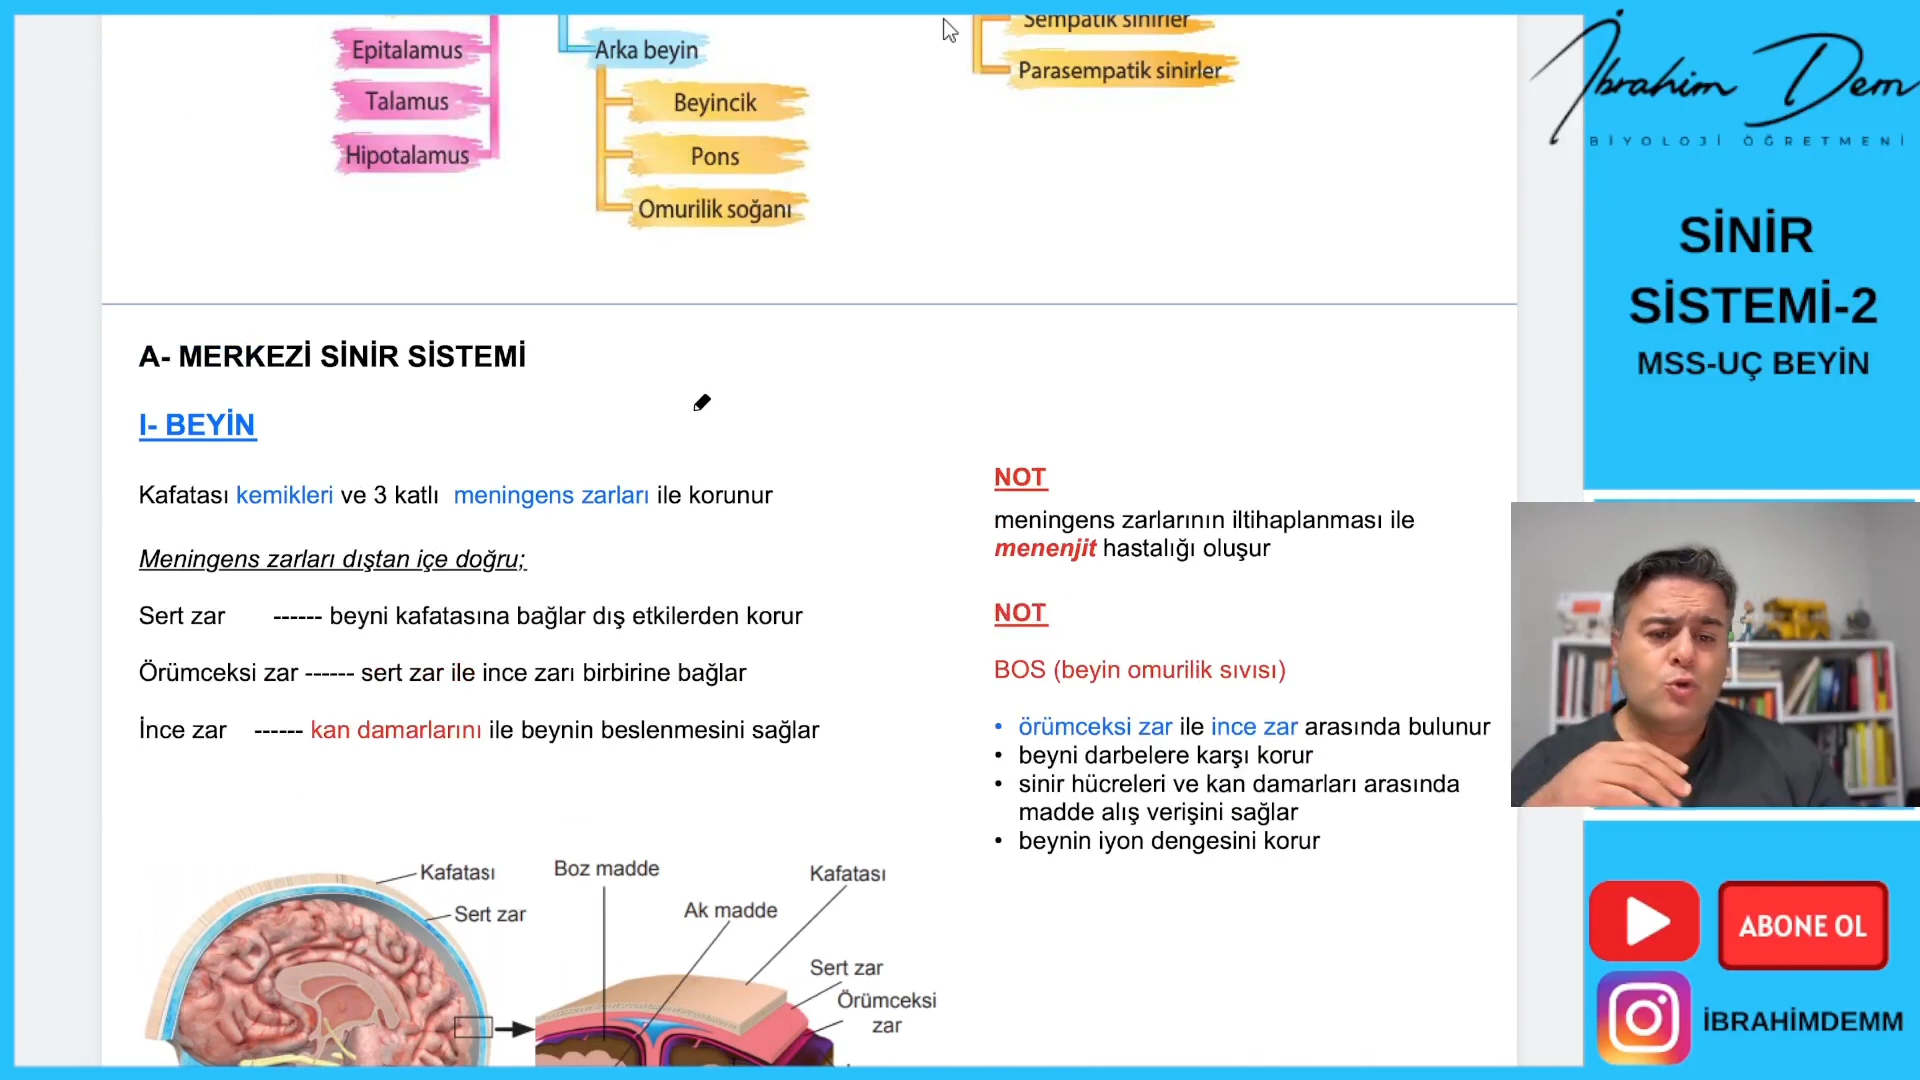 Sempatik sinirler
Epitalamus
Arka beyin
Parasempatik sinirler
Talamus
Beyincik
Hipotalamus
Pons
Omurilik soğanı
A- MERKEZİ SİNİR SİSTEMİ
I- BEYİN
Kafatası kemikleri ve 3 katlı meningens zarları ile korunur
Meningens zarları dıştan içe doğru;
Sert zar ------ beyni kafatasına bağlar dış etkilerden korur
Örümceksi zar ------ sert zar ile ince zarı birbirine bağlar
İnce zar ------ kan damarlarını ile beynin beslenmesini sağlar
NOT
meningens zarlarının iltihaplanması ile
menenjit hastalığı oluşur
NOT
BOS (beyin omurilik sıvısı)
• örümceksi zar ile ince zar arasında bulunur
• beyni darbelere karşı korur
• sinir hücreleri ve kan damarları arasında
madde alış verişini sağlar
• beynin iyon dengesini korur
Kafatası
Sert zar
Boz madde
Ak madde
Kafatası
Sert zar
Örümceksi
zar
İbrahim Dem
BİYOLOJİ ÖĞRETMENİ
SİNİR
SİSTEMİ-2
MSS-UÇ BEYİN
ABONE OL
İBRAHİMDEMM